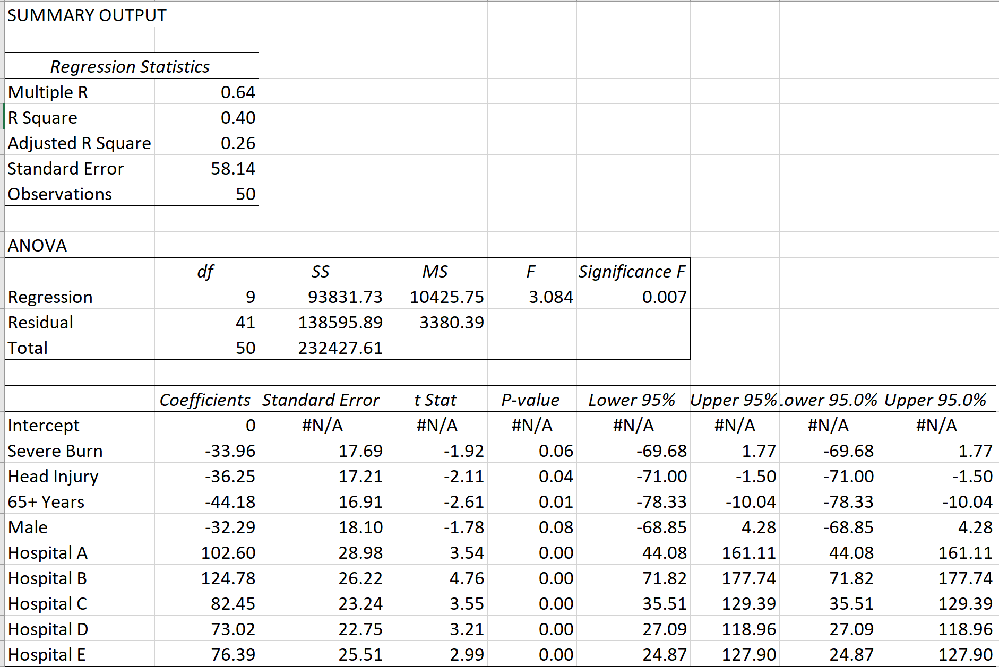 SUMMARY OUTPUT
Regression Statistics
Multiple R 0.64
R Square 0.40
Adjusted R Square 0.26
Standard Error 58.14
Observations 50
ANOVA
df SS MS F Significance F
Regression 9 93831.73 10425.75 3.084 0.007
Residual 41 138595.89 3380.39
Total 50 232427.61
Coefficients Standard Error t Stat P-value Lower 95% Upper 95% Lower 95.0% Upper 95.0%
Intercept 0 #N/A #N/A #N/A #N/A #N/A #N/A #N/A
Severe Burn -33.96 17.69 -1.92 0.06 -69.68 1.77 -69.68 1.77
Head Injury -36.25 17.21 -2.11 0.04 -71.00 -1.50 -71.00 -1.50
65+ Years -44.18 16.91 -2.61 0.01 -78.33 -10.04 -78.33 -10.04
Male -32.29 18.10 -1.78 0.08 -68.85 4.28 -68.85 4.28
Hospital A 102.60 28.98 3.54 0.00 44.08 161.11 44.08 161.11
Hospital B 124.78 26.22 4.76 0.00 71.82 177.74 71.82 177.74
Hospital C 82.45 23.24 3.55 0.00 35.51 129.39 35.51 129.39
Hospital D 73.02 22.75 3.21 0.00 27.09 118.96 27.09 118.96
Hospital E 76.39 25.51 2.99 0.00 24.87 127.90 24.87 127.90